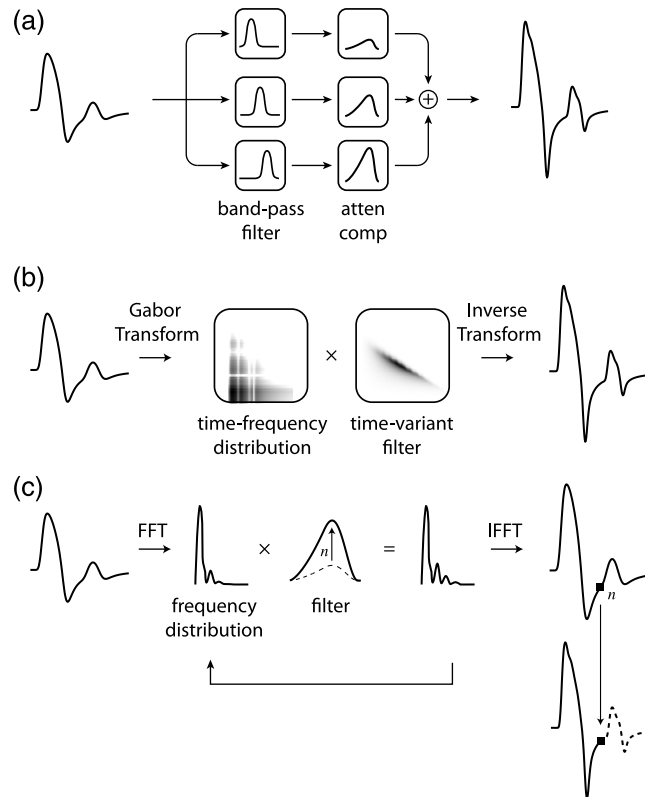 (a)
+
band-pass
filter
atten
comp
(b)
Gabor
Transform
×
Inverse
Transform
time-frequency
distribution
time-variant
filter
(c)
FFT
×
n
=
IFFT
n
frequency
distribution
filter